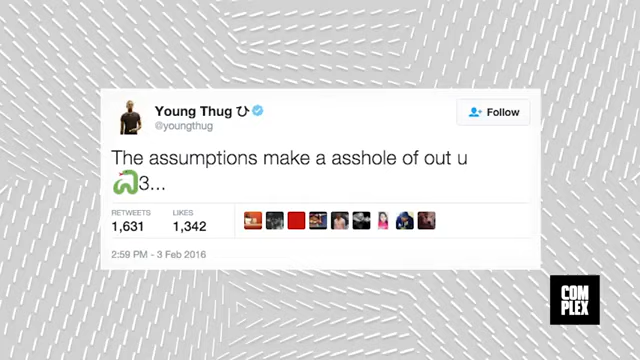 Young Thug ひ
@youngthug
Follow
The assumptions make a asshole of out u
🐍3...
RETWEETS LIKES
1,631 1,342
2:59 PM - 3 Feb 2016
COM
PLEX